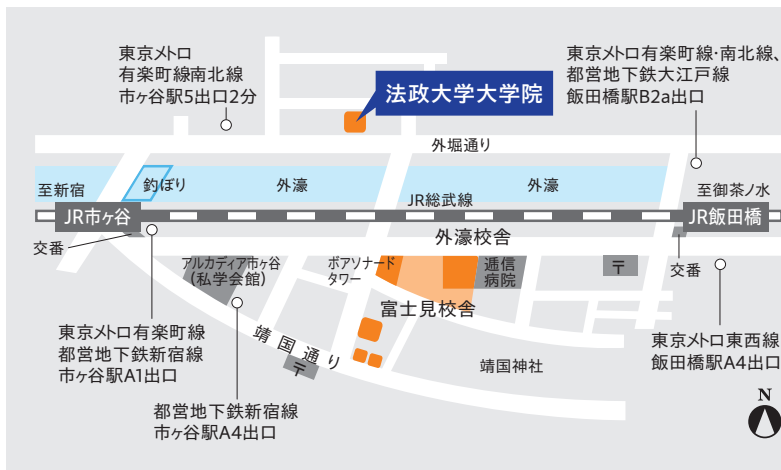 東京メトロ
有楽町線南北線
市ヶ谷駅5出口2分
法政大学大学院
東京メトロ有楽町線・南北線、
都営地下鉄大江戸線
飯田橋駅B2a出口
外堀通り
至新宿
釣ぼり
外濠
外濠
至御茶ノ水
JR総武線
JR市ヶ谷
JR飯田橋
交番
外濠校舎
アルカディア市ヶ谷
(私学会館)
ボアソナード
タワー
逓信
病院
〒
交番
富士見校舎
東京メトロ有楽町線
都営地下鉄新宿線
市ヶ谷駅A1出口
靖国通り
〒
靖国神社
東京メトロ東西線
飯田橋駅A4出口
都営地下鉄新宿線
市ヶ谷駅A4出口
N